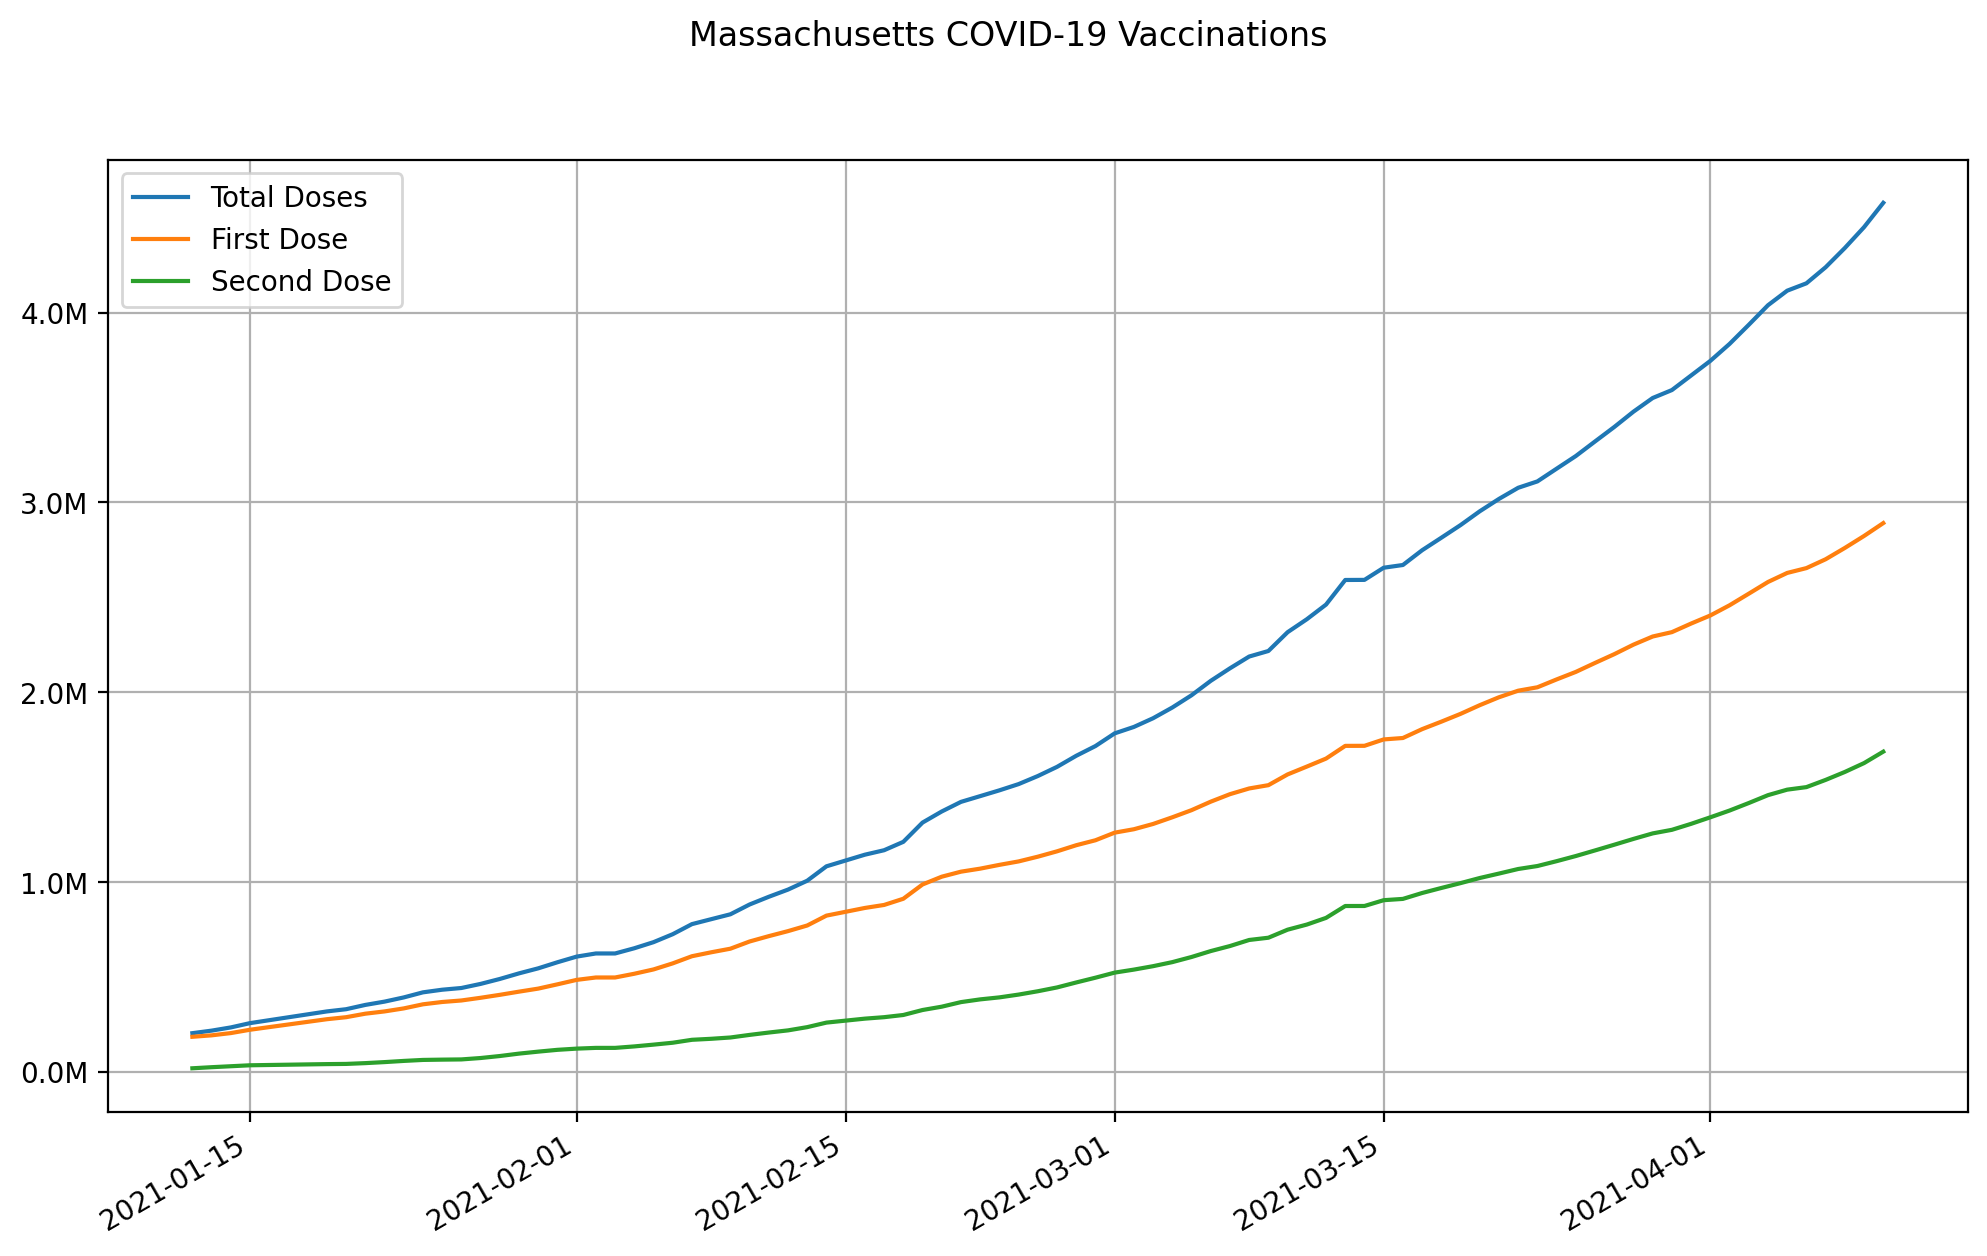 Massachusetts COVID-19 Vaccinations
Total Doses
First Dose
Second Dose
4.0M
3.0M
2.0M
1.0M
0.0M
2021-01-15
2021-02-01
2021-02-15
2021-03-01
2021-03-15
2021-04-01